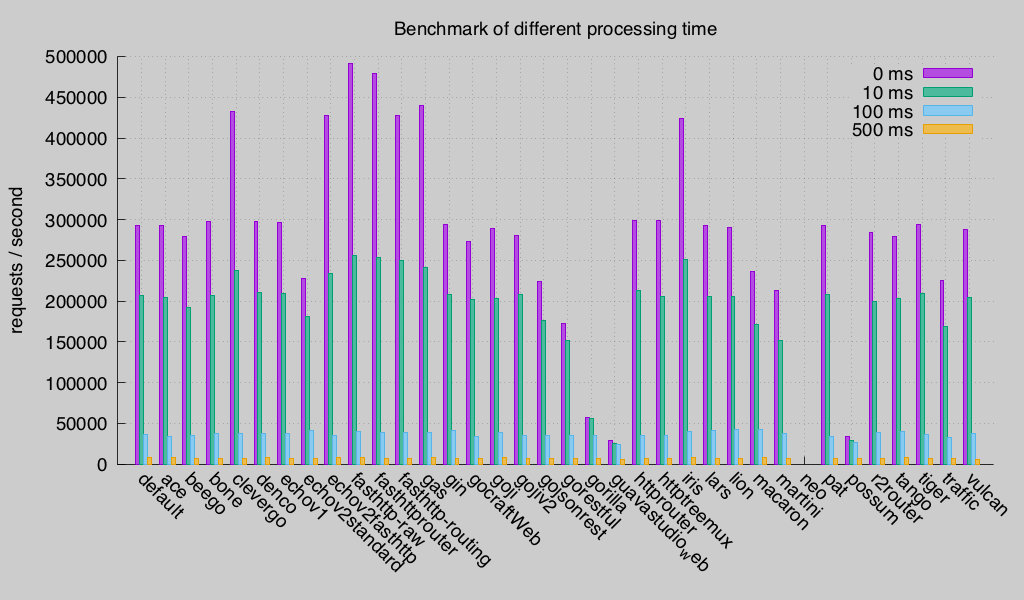 Benchmark of different processing time
requests / second
500000
450000
400000
350000
300000
250000
200000
150000
100000
50000
0
0 ms
10 ms
100 ms
500 ms
default
ace
beego
bone
clevergo
denco
echov1
echov2standard
echov2fasthttp
fasthttp-raw
fasthttprouter
fasthttp-routing
gas
gin
gocraftWeb
goji
gojiv2
gojsonrest
gorestful
gorilla
guavastudioweb
httprouter
httptreemux
iris
lars
lion
macaron
martini
neo
pat
possum
r2router
tango
tiger
traffic
vulcan